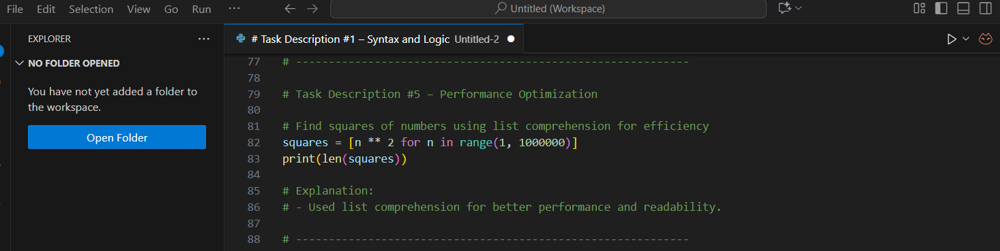 File Edit Selection View Go Run ···
Untitled (Workspace)
EXPLORER ···
NO FOLDER OPENED
You have not yet added a folder to
the workspace.
Open Folder
# Task Description #1 – Syntax and Logic Untitled-2
77 # ------------------------------------------------------------
78
79 # Task Description #5 – Performance Optimization
80
81 # Find squares of numbers using list comprehension for efficiency
82 squares = [n ** 2 for n in range(1, 1000000)]
83 print(len(squares))
84
85 # Explanation:
86 # - Used list comprehension for better performance and readability.
87
88 # ------------------------------------------------------------